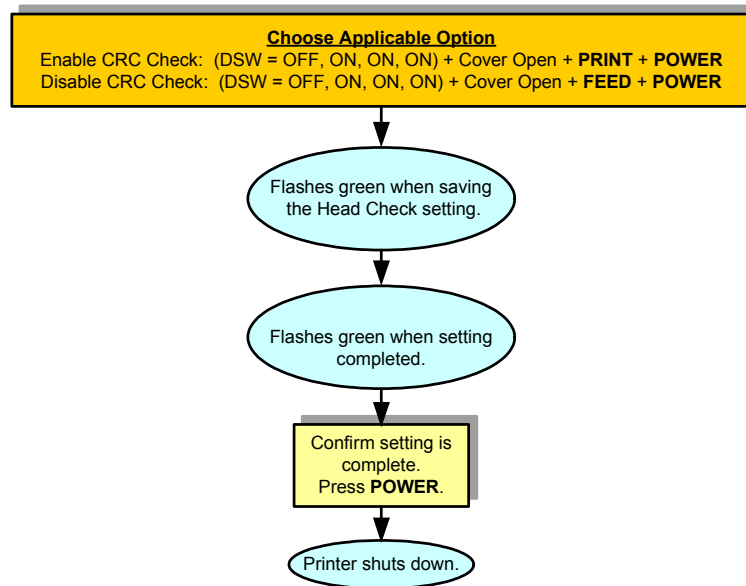 Choose Applicable Option
Enable CRC Check:  (DSW = OFF, ON, ON, ON) + Cover Open + PRINT + POWER
Disable CRC Check:  (DSW = OFF, ON, ON, ON) + Cover Open + FEED + POWER
Flashes green when saving
the Head Check setting.
Flashes green when setting
completed.
Confirm setting is
complete.
Press POWER.
Printer shuts down.